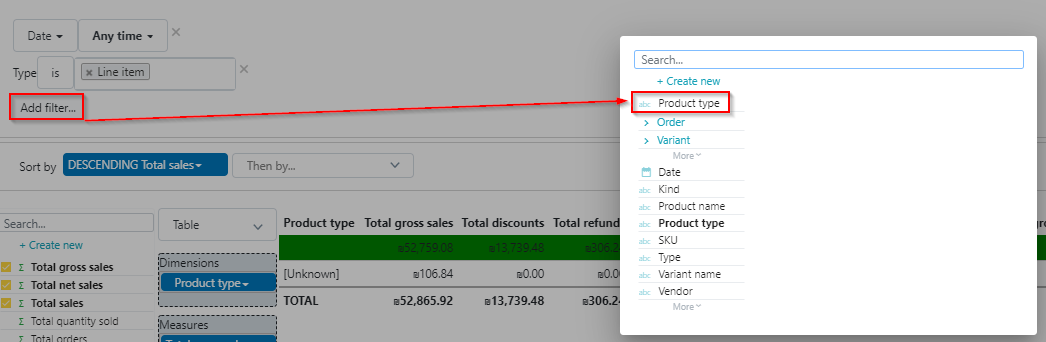 Date Any time ×
Type is × Line item ×
Add filter...
Sort by DESCENDING Total sales Then by...
Search...
+ Create new
Σ Total gross sales
Σ Total net sales
Σ Total sales
Σ Total quantity sold
Σ Total orders
Table
Dimensions
Product type
Measures
Product type Total gross sales Total discounts Total refund
₪52,759.08 ₪13,739.48
[Unknown] ₪106.84 ₪0.00
TOTAL ₪52,865.92 ₪13,739.48 ₪306.24
Search...
+ Create new
abc Product type
Order
Variant
More
Date
abc Kind
abc Product name
abc Product type
abc SKU
abc Type
abc Variant name
abc Vendor
More